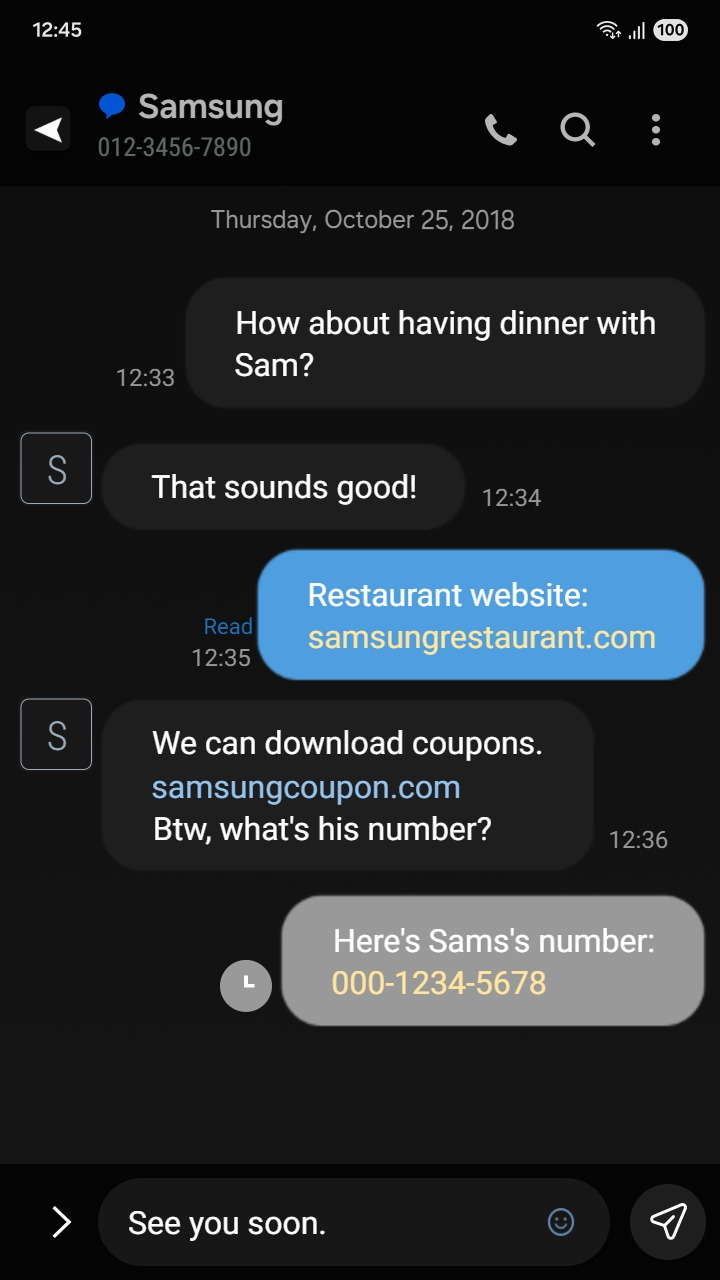 12:45
100
Samsung
012-3456-7890
Thursday, October 25, 2018
How about having dinner with
Sam?
12:33
S
That sounds good!
12:34
Restaurant website:
samsungrestaurant.com
Read
12:35
S
We can download coupons.
samsungcoupon.com
Btw, what's his number?
12:36
Here's Sams's number:
000-1234-5678
See you soon.